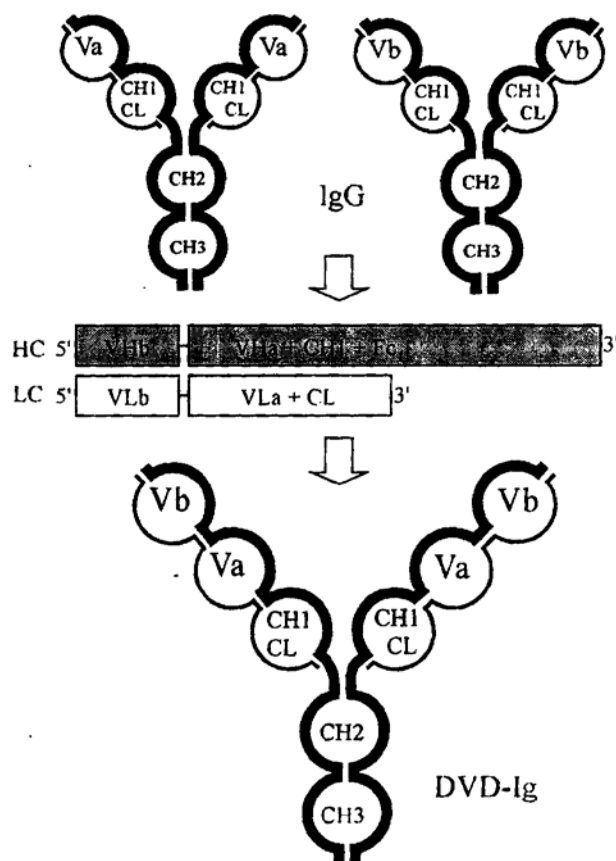 Va Va Vb Vb
CH1 CH1 CH1 CH1
CL CL CL CL
CH2 CH2
IgG
CH3 CH3
HC 5' VHb VHa + CH1 + Fc 3'
LC 5' VLb VLa + CL 3'
Vb Vb
Va Va
CH1 CH1
CL CL
CH2
DVD-Ig
CH3